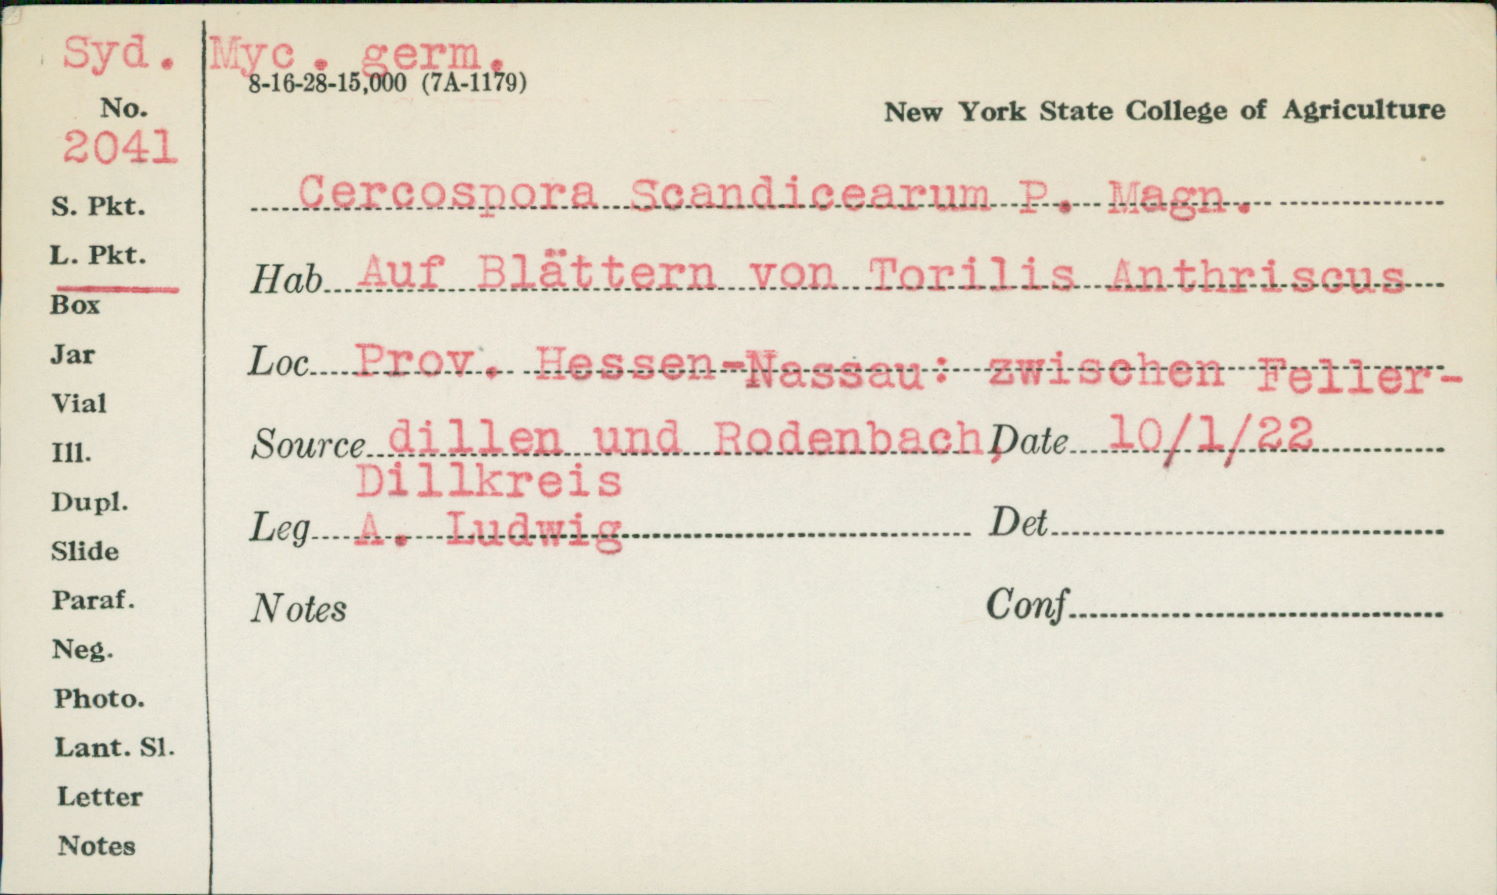 Syd. Myc. germ.
8-16-28-15,000 (7A-1179)
No.
2041
New York State College of Agriculture
S. Pkt.
L. Pkt.
Box
Jar
Vial
Ill.
Dupl.
Slide
Paraf.
Neg.
Photo.
Lant. Sl.
Letter
Notes
Cercospora Scandicearum P. Magn.
Hab Auf Blättern von Torilis Anthriscus
Loc Prov. Hessen-Nassau: zwischen Feller-
Source dillen und Rodenbach, Date 10/1/22
Dillkreis
Leg A. Ludwig Det
Notes Conf